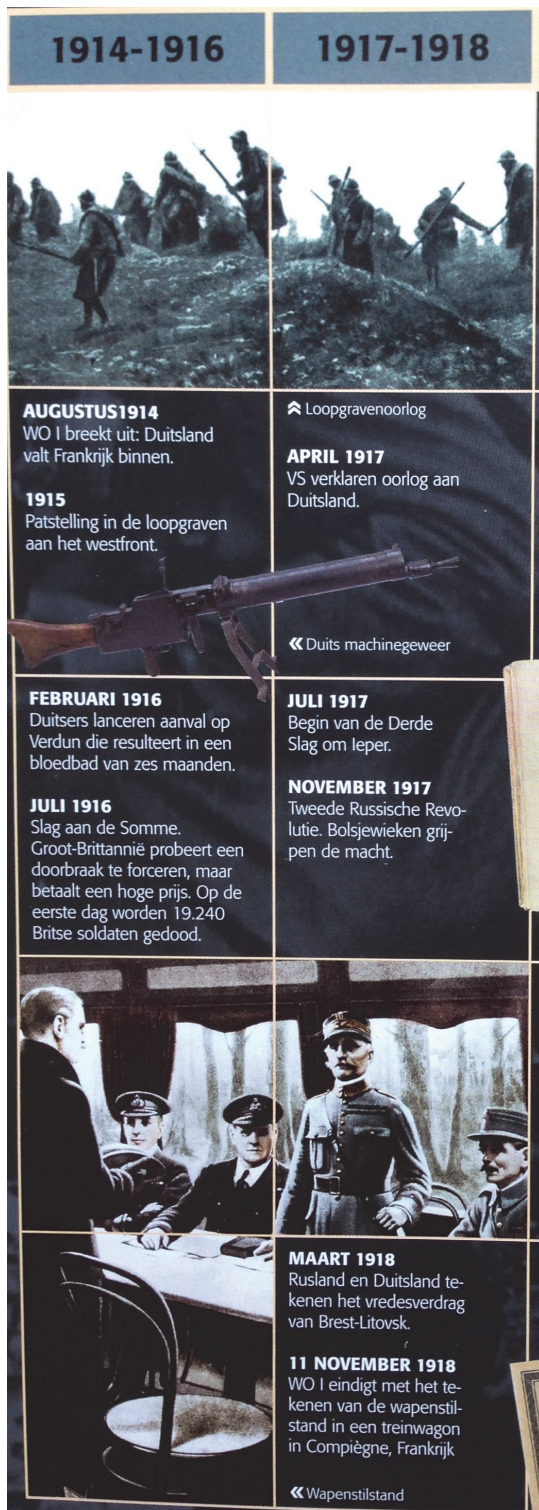 1914-1916
1917-1918
AUGUSTUS1914
WO I breekt uit: Duitsland
valt Frankrijk binnen.
1915
Patstelling in de loopgraven
aan het westfront.
Loopgravenoorlog
APRIL 1917
VS verklaren oorlog aan
Duitsland.
Duits machinegeweer
FEBRUARI 1916
Duitsers lanceren aanval op
Verdun die resulteert in een
bloedbad van zes maanden.
JULI 1916
Slag aan de Somme.
Groot-Brittannië probeert een
doorbraak te forceren, maar
betaalt een hoge prijs. Op de
eerste dag worden 19.240
Britse soldaten gedood.
JULI 1917
Begin van de Derde
Slag om Ieper.
NOVEMBER 1917
Tweede Russische Revo-
lutie. Bolsjewieken grij-
pen de macht.
MAART 1918
Rusland en Duitsland te-
kenen het vredesverdrag
van Brest-Litovsk.
11 NOVEMBER 1918
WO I eindigt met het te-
kenen van de wapenstil-
stand in een treinwagon
in Compiègne, Frankrijk
Wapenstilstand